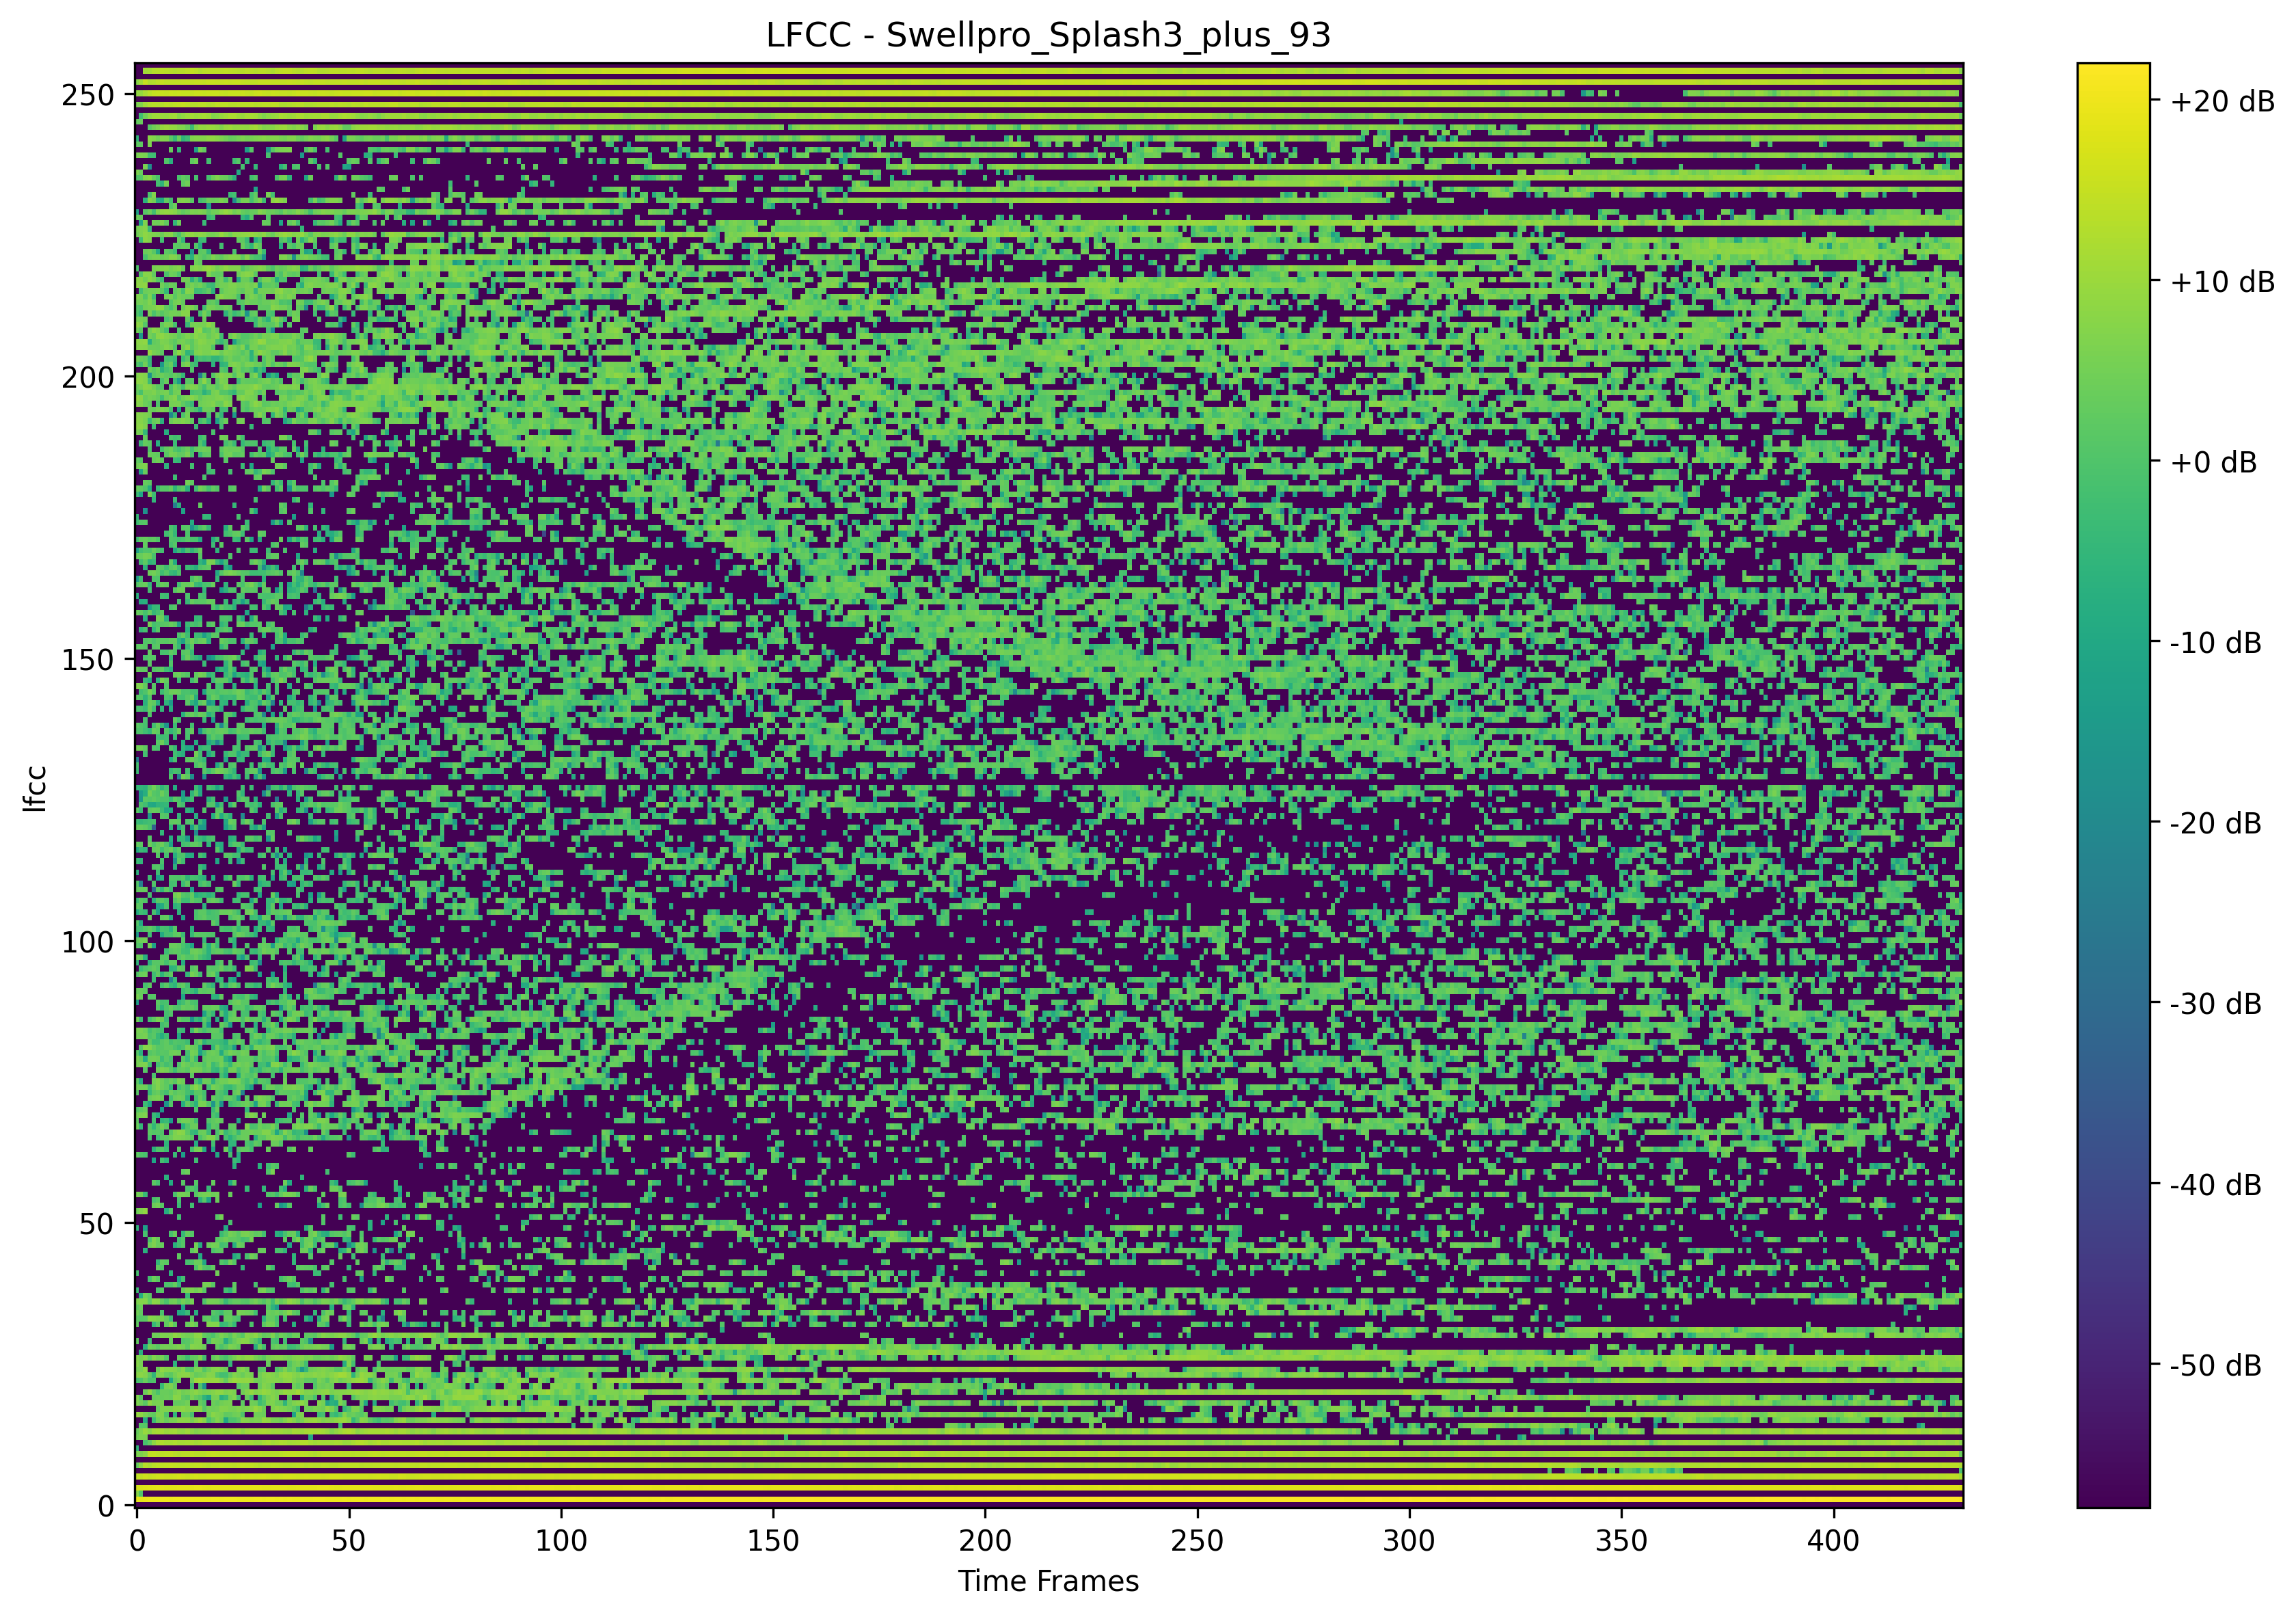 LFCC - Swellpro_Splash3_plus_93
250
200
150
100
50
0
lfcc
0 50 100 150 200 250 300 350 400
Time Frames
+20 dB
+10 dB
+0 dB
-10 dB
-20 dB
-30 dB
-40 dB
-50 dB